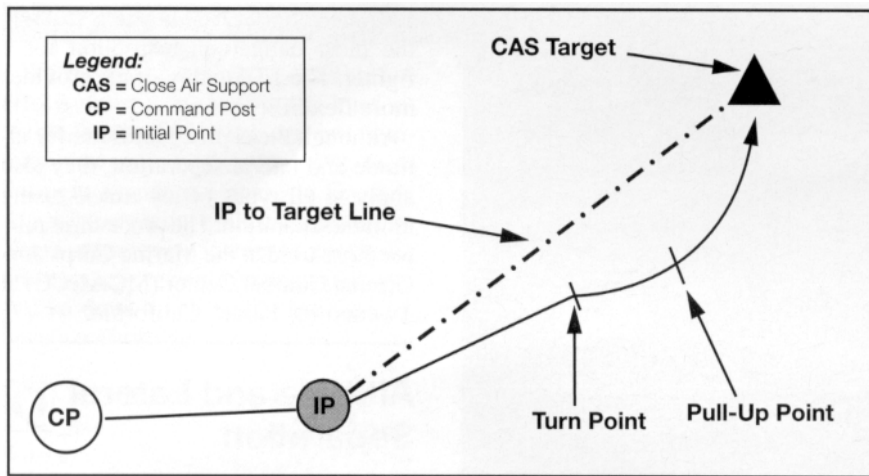 Legend:
CAS = Close Air Support
CP = Command Post
IP = Initial Point
CAS Target
IP to Target Line
CP
IP
Turn Point
Pull-Up Point